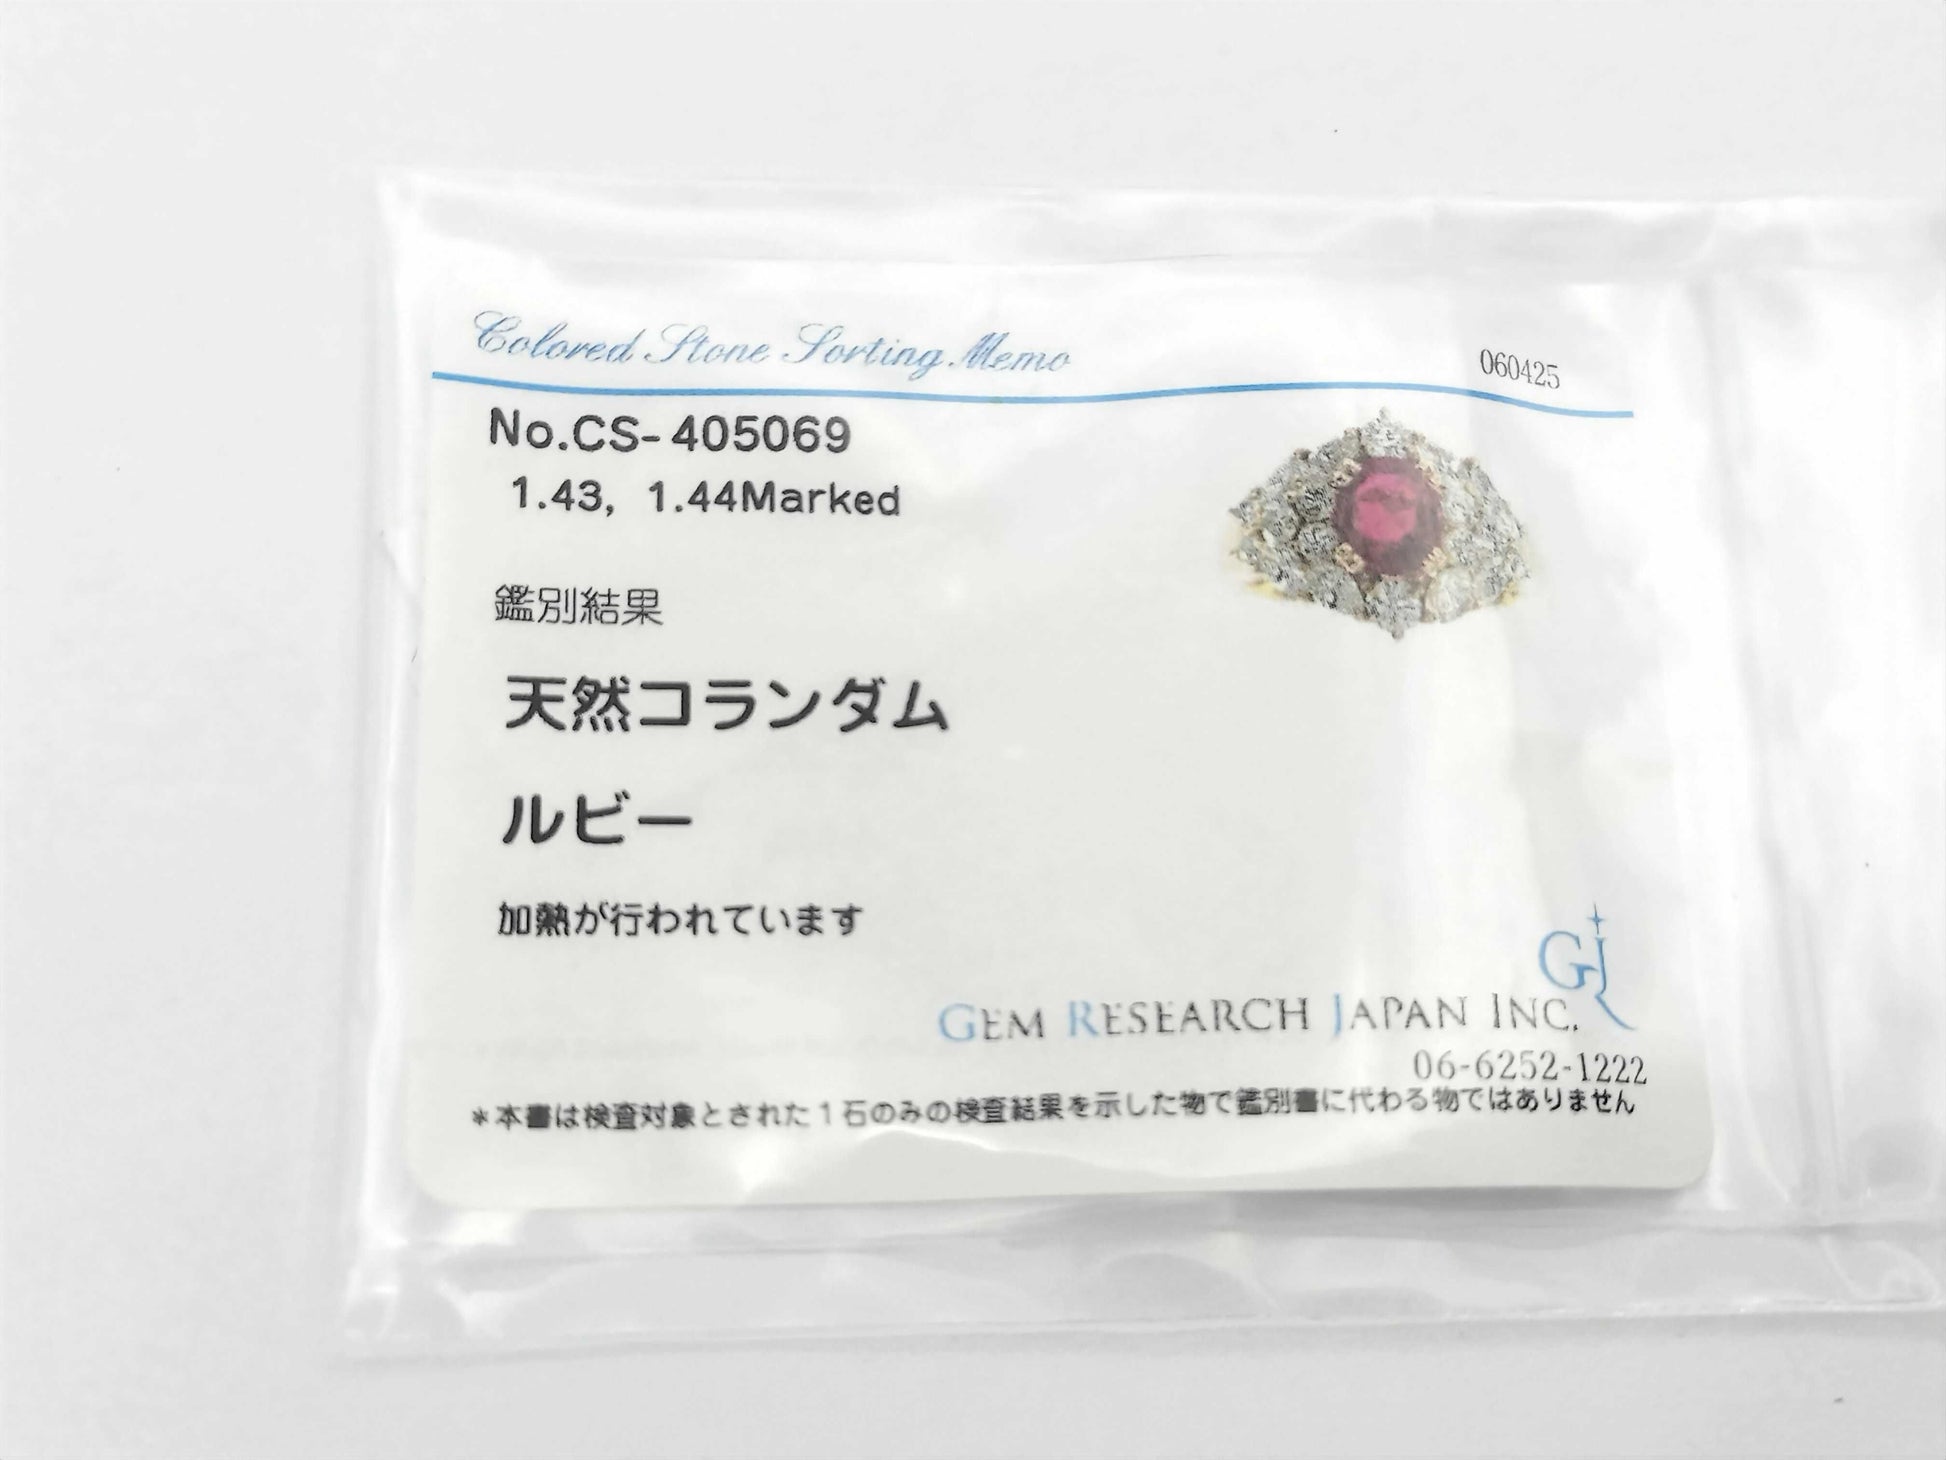 Colored Stone Sorting Memo
060425
No.CS-405069
1.43, 1.44Marked
鑑別結果
天然コランダム
ルビー
加熱が行われています
GJ
GEM RESEARCH JAPAN INC.
06-6252-1222
*本書は検査対象とされた1石のみの検査結果を示した物で鑑別書に代わる物ではありません